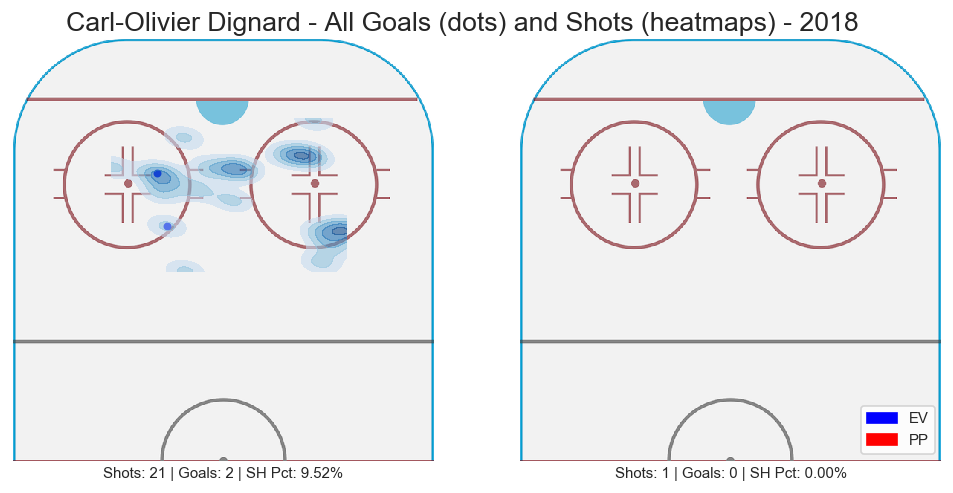 Carl-Olivier Dignard - All Goals (dots) and Shots (heatmaps) - 2018
EV
PP
Shots: 21 | Goals: 2 | SH Pct: 9.52%
Shots: 1 | Goals: 0 | SH Pct: 0.00%